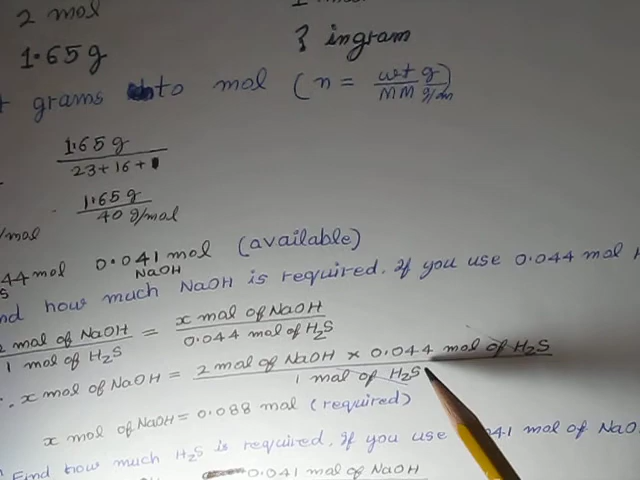 2 mol
1.65 g } in gram
grams into mol ( n = wt g / MM g/m )
1.65 g / 23 + 16 + 1
1.65 g / 40 g/mol
/mol
44 mol 0.041 mol (available)
S NaOH
nd how much NaOH is required, if you use 0.044 mol H
2 mol of NaOH / 1 mol of H2S = x mol of NaOH / 0.044 mol of H2S
∴ x mol of NaOH = 2 mol of NaOH × 0.044 mol of H2S / 1 mol of H2S
x mol of NaOH = 0.088 mol (required)
Find how much H2S is required, if you use 041 mol of NaO
0.041 mol of NaOH